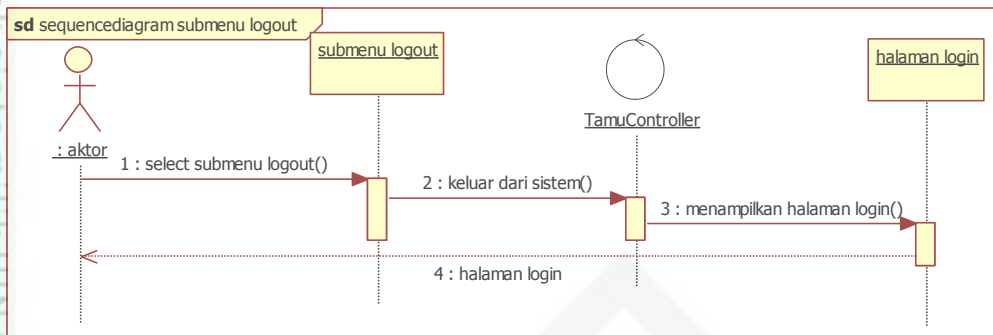 sd sequencediagram submenu logout
submenu logout
halaman login
TamuController
: aktor
1 : select submenu logout()
2 : keluar dari sistem()
3 : menampilkan halaman login()
4 : halaman login